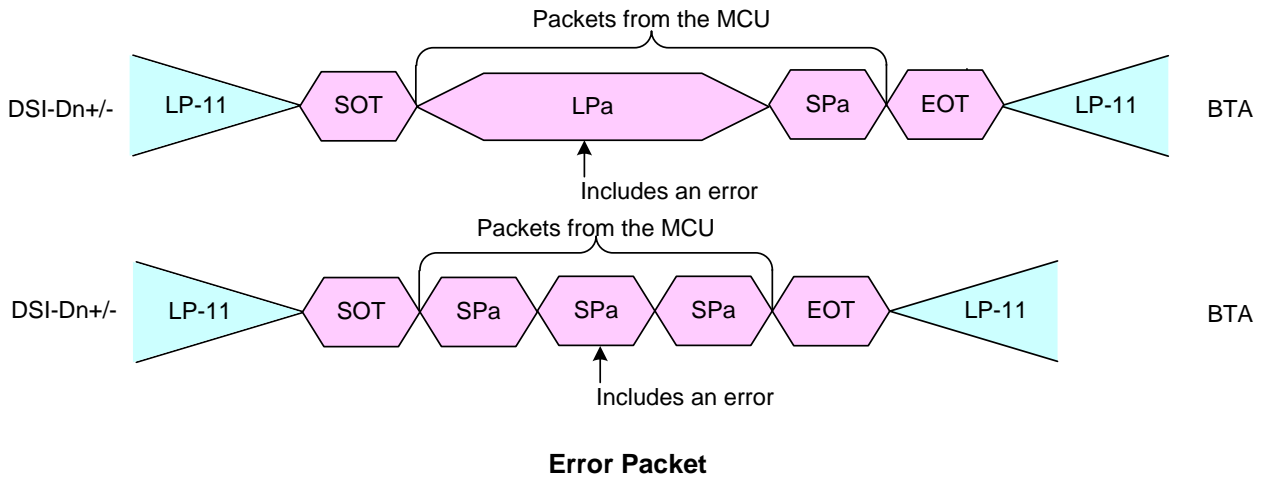 Packets from the MCU
DSI-Dn+/- LP-11 SOT LPa SPa EOT LP-11 BTA
Includes an error
Packets from the MCU
DSI-Dn+/- LP-11 SOT SPa SPa SPa EOT LP-11 BTA
Includes an error
Error Packet